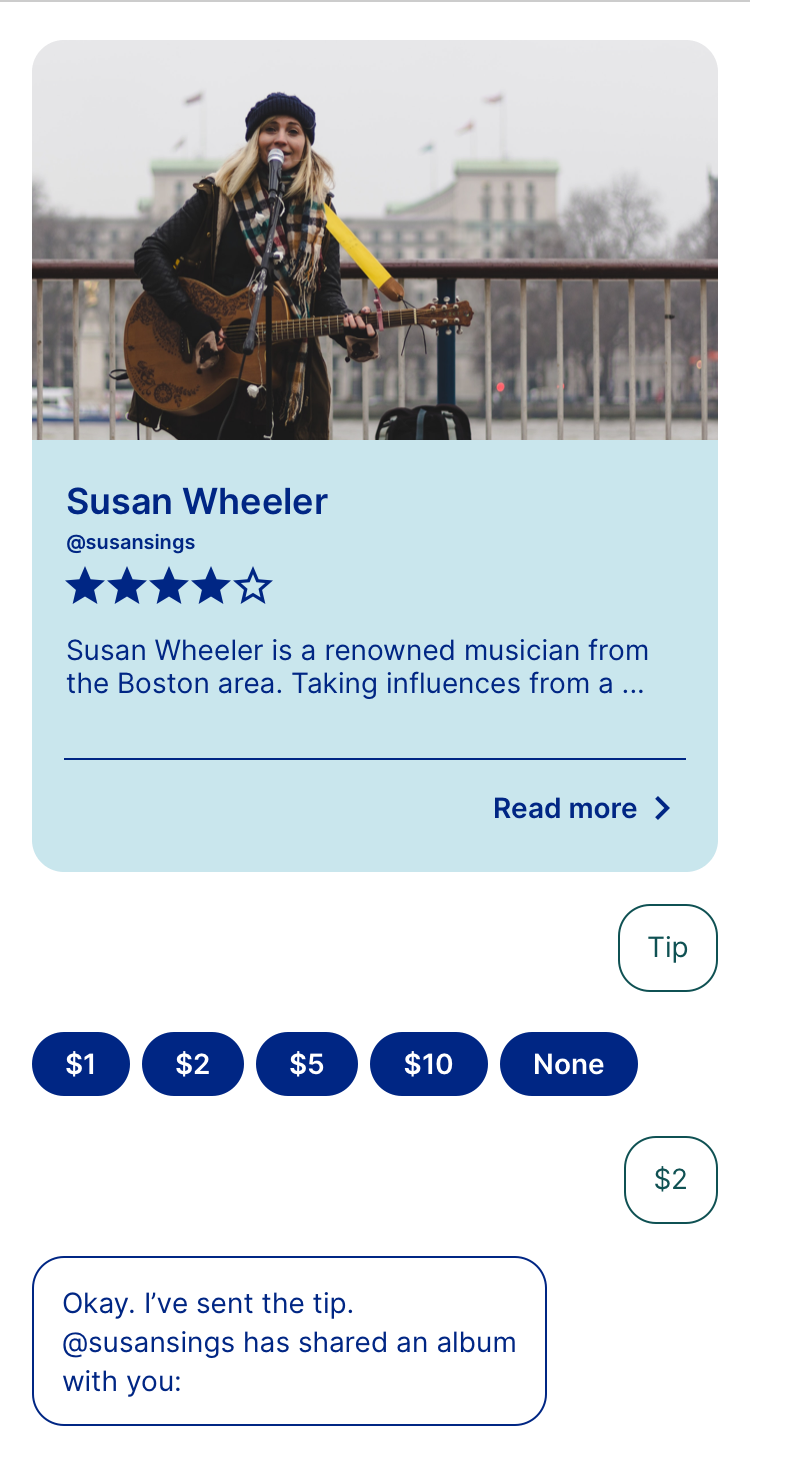 Susan Wheeler
@susansings
Susan Wheeler is a renowned musician from
the Boston area. Taking influences from a ...
Read more
Tip
$1 $2 $5 $10 None
$2
Okay. I’ve sent the tip.
@susansings has shared an album
with you: